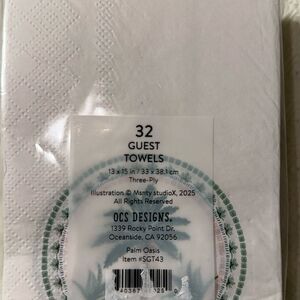 32
GUEST
TOWELS
13 x 15 in / 33 x 38.1 cm
Three-Ply
Illustration © Msnty studioX, 2025
All Rights Reserved
OCS DESIGNS.
1339 Rocky Point Dr.
Oceanside, CA 92056
Palm Oasis
Item #SGT43